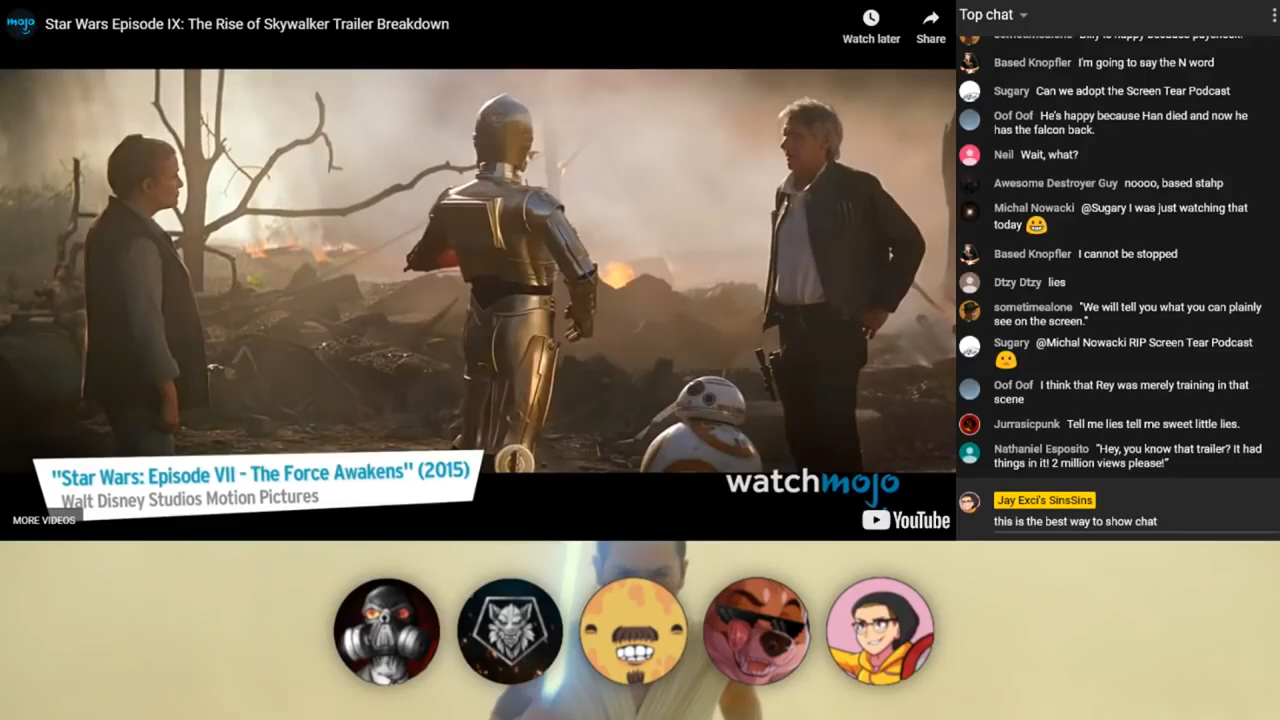 mojo
Star Wars Episode IX: The Rise of Skywalker Trailer Breakdown
Watch later
Share
"Star Wars: Episode VII - The Force Awakens" (2015)
Walt Disney Studios Motion Pictures
MORE VIDEOS
watchmojo
YouTube
Top chat
sometimealone Billy is happy because paycheck.
Based Knopfler I'm going to say the N word
Sugary Can we adopt the Screen Tear Podcast
Oof Oof He's happy because Han died and now he
has the falcon back.
Neil Wait, what?
Awesome Destroyer Guy noooo, based stahp
Michal Nowacki @Sugary I was just watching that
today
Based Knopfler I cannot be stopped
Dtzy Dtzy lies
sometimealone "We will tell you what you can plainly
see on the screen."
Sugary @Michal Nowacki RIP Screen Tear Podcast
Oof Oof I think that Rey was merely training in that
scene
Jurrasicpunk Tell me lies tell me sweet little lies.
Nathaniel Esposito "Hey, you know that trailer? It had
things in it! 2 million views please!"
Jay Exci's SinsSins
this is the best way to show chat